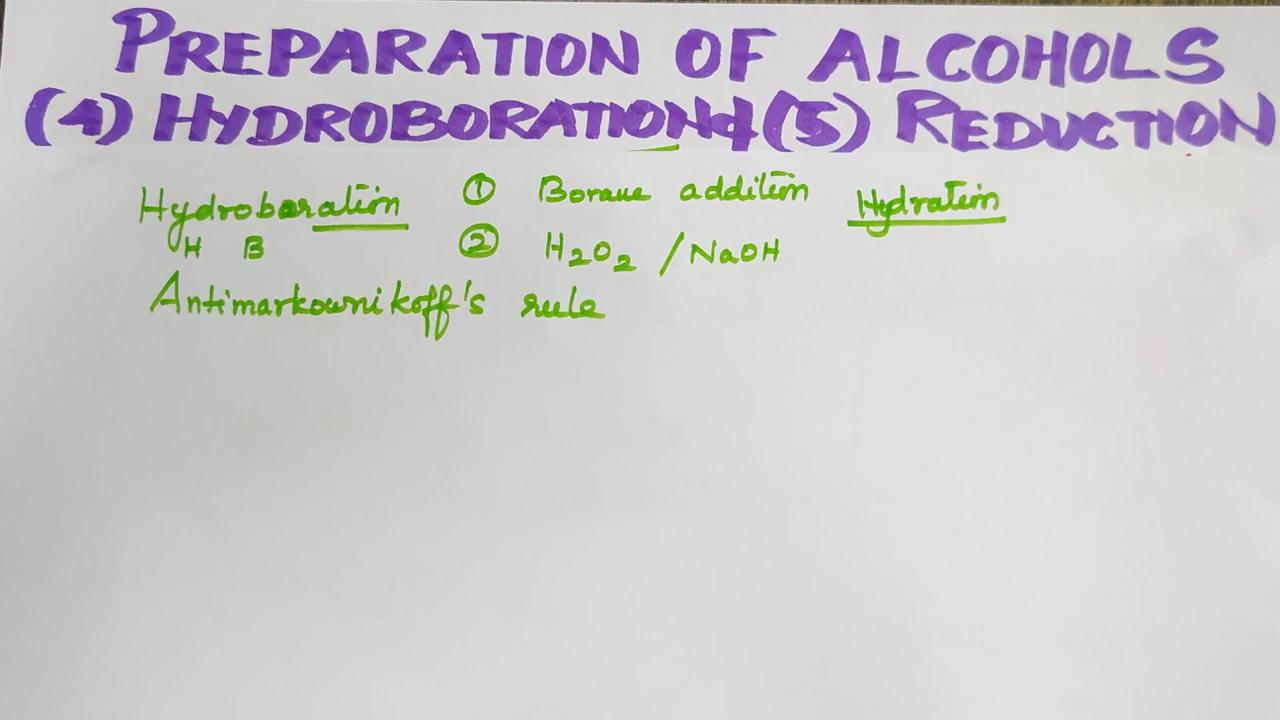 PREPARATION OF ALCOHOLS
(4) HYDROBORATION & (5) REDUCTION
Hydroboration ① Borane addition Hydration
H B ② H₂O₂ / NaOH
Antimarkownikoff's rule